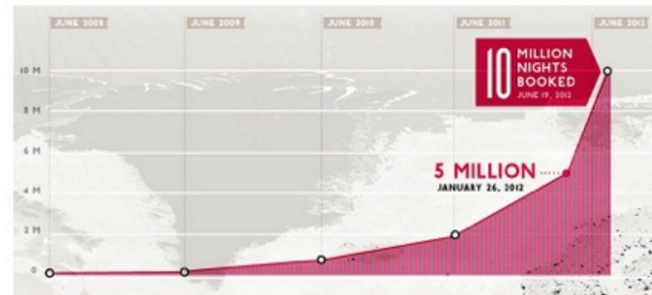 JUNE 2008
JUNE 2009
JUNE 2010
JUNE 2011
JUNE 2012
10 MILLION
NIGHTS
BOOKED
JUNE 19, 2012
10 M
8 M
6 M
5 MILLION
JANUARY 26, 2012
4 M
2 M
0